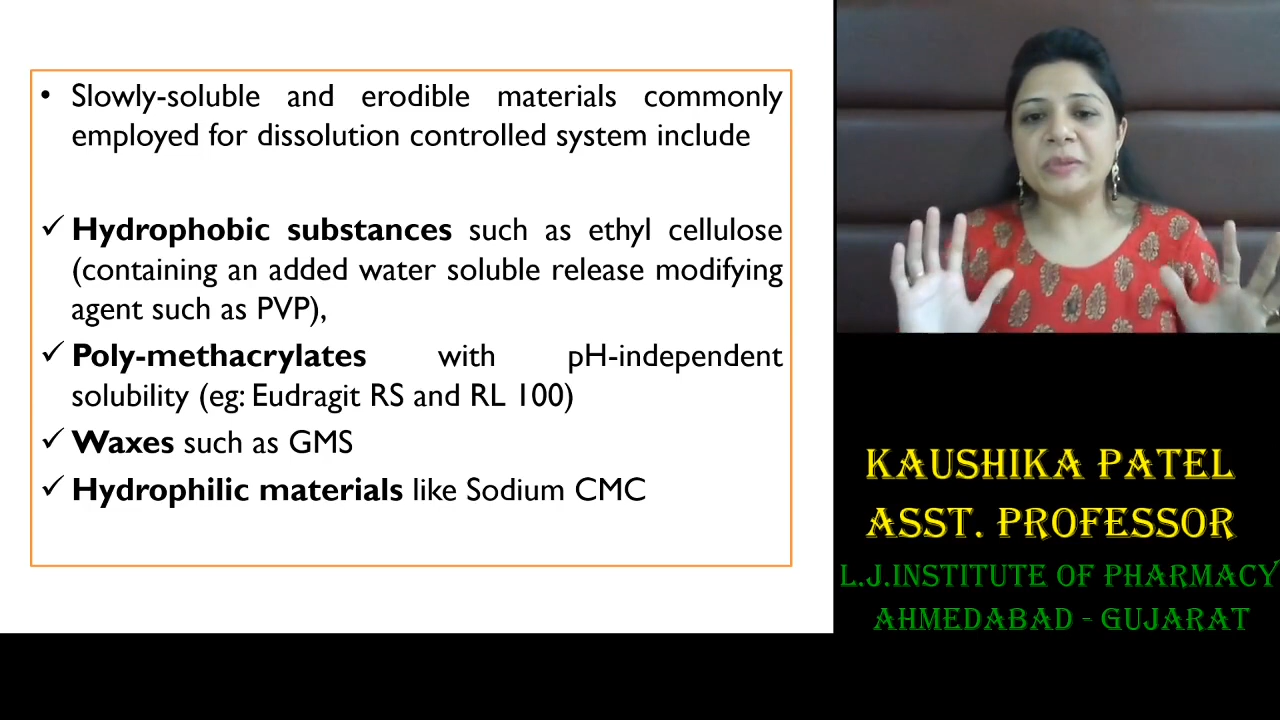 • Slowly-soluble and erodible materials commonly
employed for dissolution controlled system include
✓ Hydrophobic substances such as ethyl cellulose
(containing an added water soluble release modifying
agent such as PVP),
✓ Poly-methacrylates with pH-independent
solubility (eg: Eudragit RS and RL 100)
✓ Waxes such as GMS
✓ Hydrophilic materials like Sodium CMC
KAUSHIKA PATEL
ASST. PROFESSOR
L.J.INSTITUTE OF PHARMACY
AHMEDABAD - GUJARAT